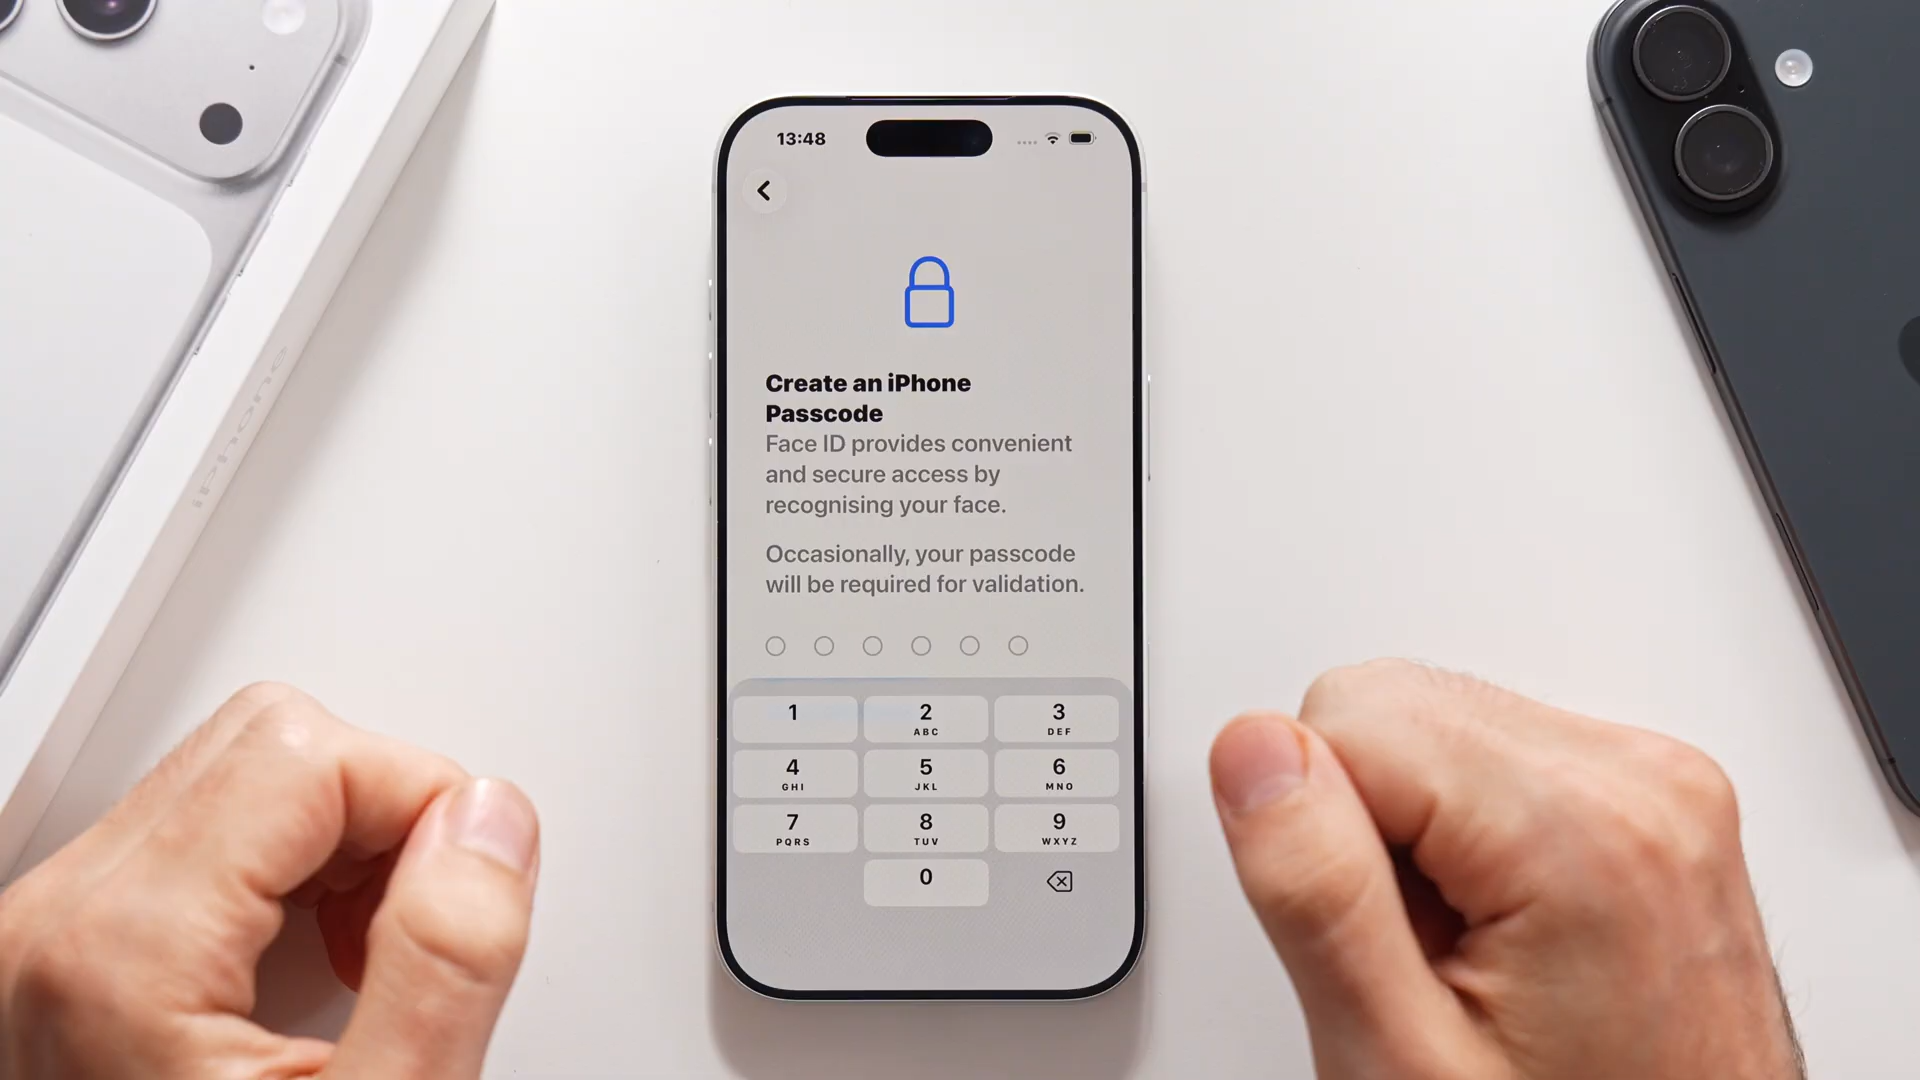 13:48
Create an iPhone
Passcode
Face ID provides convenient
and secure access by
recognising your face.
Occasionally, your passcode
will be required for validation.
1
2
ABC
3
DEF
4
GHI
5
JKL
6
MNO
7
PQRS
8
TUV
9
WXYZ
0
iPhone